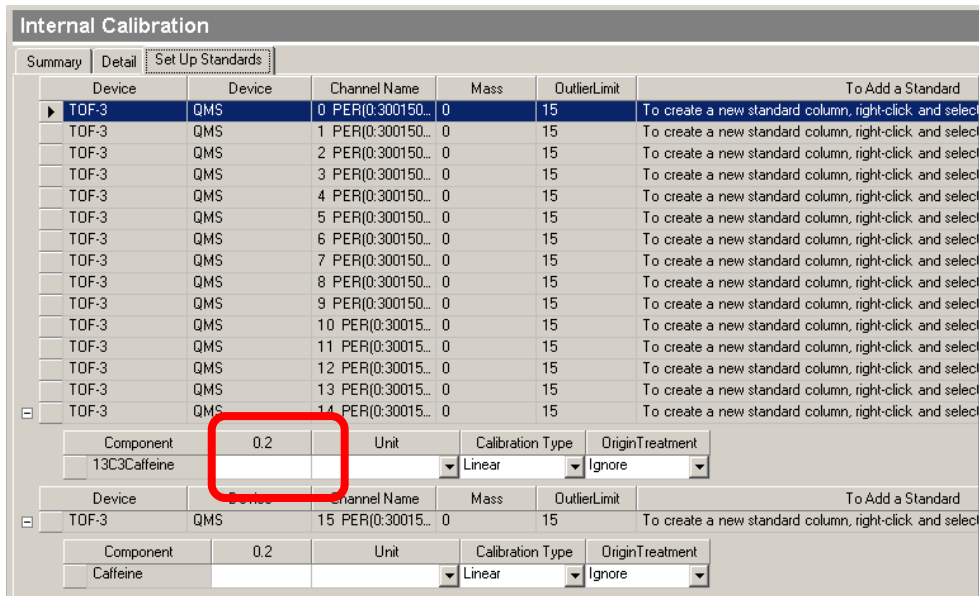 Internal Calibration
Summary Detail Set Up Standards
Device Device Channel Name Mass OutlierLimit To Add a Standard
TOF-3 QMS 0 PER(0:300150... 0 15 To create a new standard column, right-click and select
TOF-3 QMS 1 PER(0:300150... 0 15 To create a new standard column, right-click and select
TOF-3 QMS 2 PER(0:300150... 0 15 To create a new standard column, right-click and select
TOF-3 QMS 3 PER(0:300150... 0 15 To create a new standard column, right-click and select
TOF-3 QMS 4 PER(0:300150... 0 15 To create a new standard column, right-click and select
TOF-3 QMS 5 PER(0:300150... 0 15 To create a new standard column, right-click and select
TOF-3 QMS 6 PER(0:300150... 0 15 To create a new standard column, right-click and select
TOF-3 QMS 7 PER(0:300150... 0 15 To create a new standard column, right-click and select
TOF-3 QMS 8 PER(0:300150... 0 15 To create a new standard column, right-click and select
TOF-3 QMS 9 PER(0:300150... 0 15 To create a new standard column, right-click and select
TOF-3 QMS 10 PER(0:30015... 0 15 To create a new standard column, right-click and select
TOF-3 QMS 11 PER(0:30015... 0 15 To create a new standard column, right-click and select
TOF-3 QMS 12 PER(0:30015... 0 15 To create a new standard column, right-click and select
TOF-3 QMS 13 PER(0:30015... 0 15 To create a new standard column, right-click and select
TOF-3 QMS 14 PER(0:30015... 0 15 To create a new standard column, right-click and select
Component 0.2 Unit Calibration Type OriginTreatment
13C3Caffeine Linear Ignore
Device Device Channel Name Mass OutlierLimit To Add a Standard
TOF-3 QMS 15 PER(0:30015... 0 15 To create a new standard column, right-click and select
Component 0.2 Unit Calibration Type OriginTreatment
Caffeine Linear Ignore